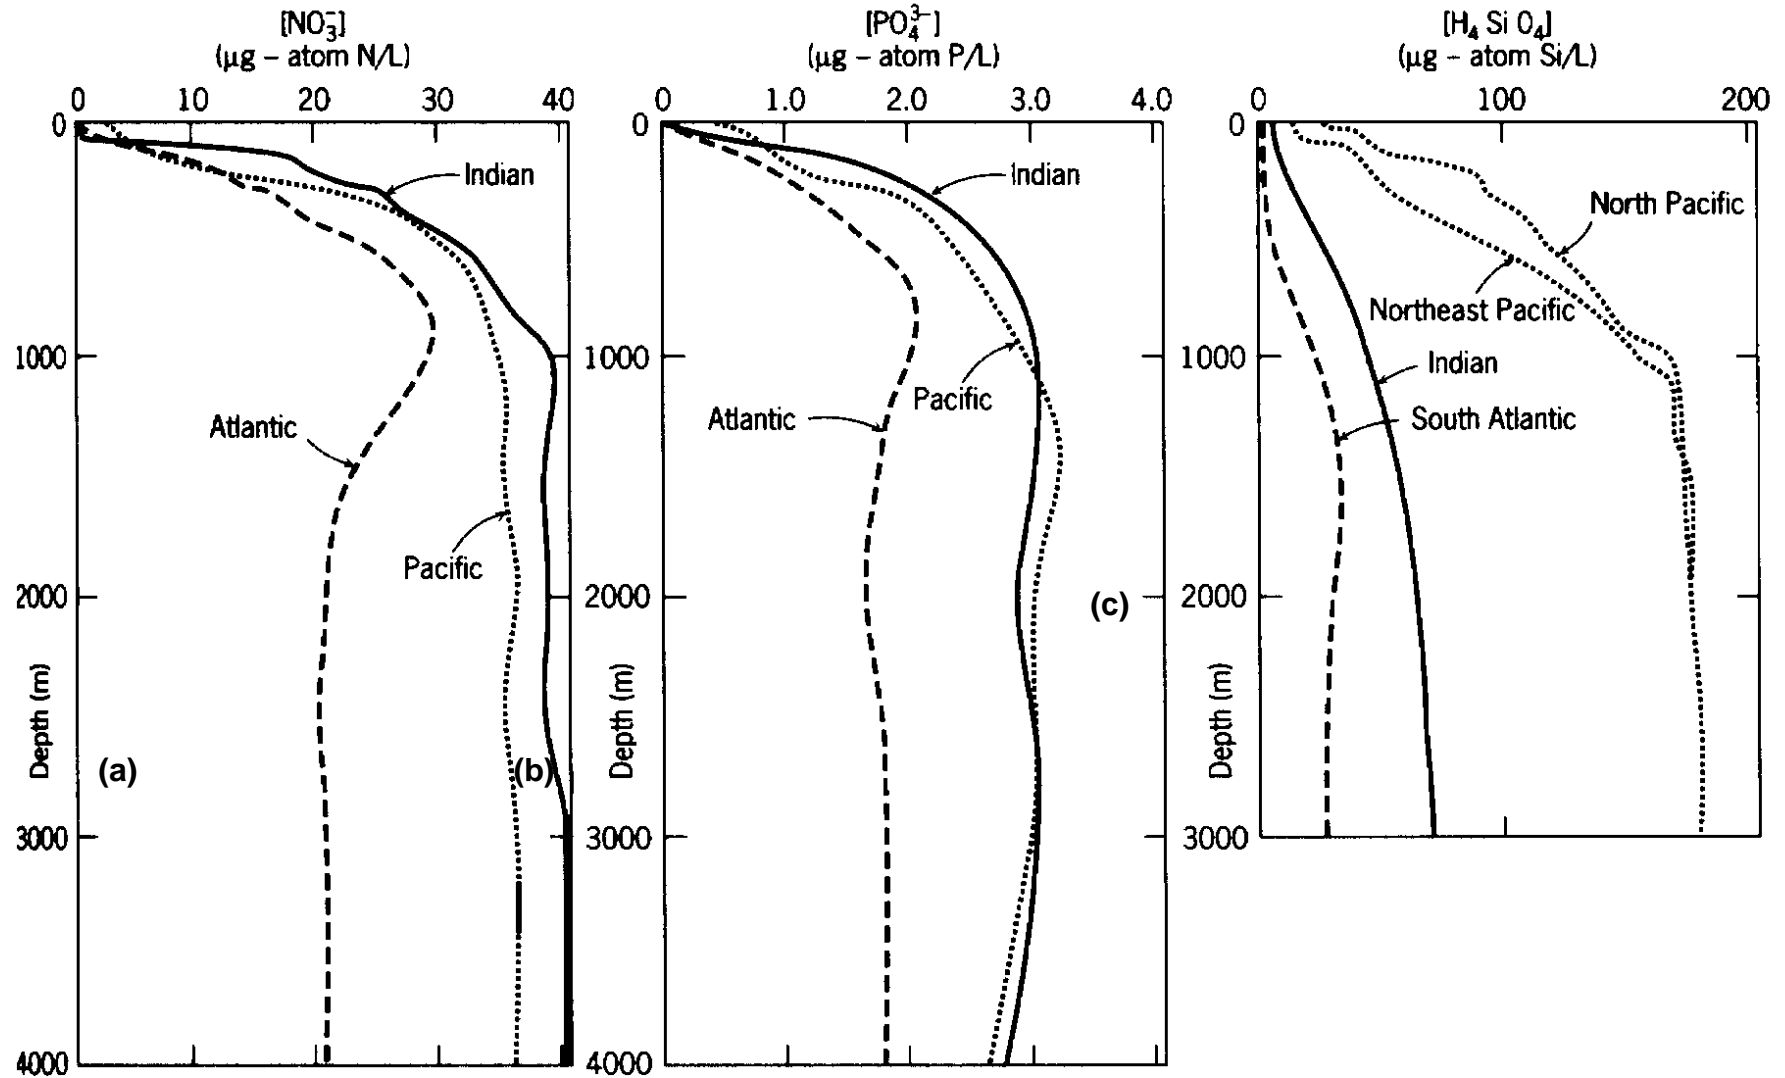 [NO₃⁻]
(μg – atom N/L)
0 10 20 30 40
0
1000
2000
3000
4000
Depth (m)
Indian
Atlantic
Pacific
(a)
[PO₄³⁻]
(μg – atom P/L)
0 1.0 2.0 3.0 4.0
0
1000
2000
3000
4000
Depth (m)
Indian
Pacific
Atlantic
(b)
[H₄ Si O₄]
(μg – atom Si/L)
0 100 200
0
1000
2000
3000
Depth (m)
North Pacific
Northeast Pacific
Indian
South Atlantic
(c)